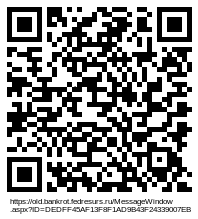 https://old.bankrot.fedresurs.ru/MessageWindow
.aspx?ID=DEDFF45AF13F8F1AD9B43F24339007EB